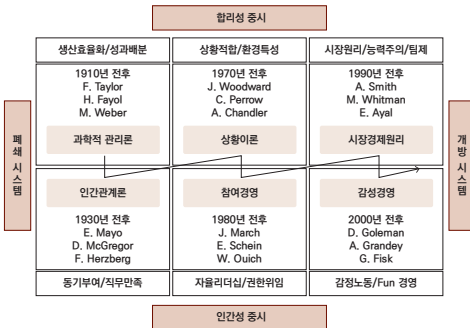 합리성 중시
생산효율화/성과배분
상황적합/환경특성
시장원리/능력주의/팀제
1910년 전후
F. Taylor
H. Fayol
M. Weber
과학적 관리론
1970년 전후
J. Woodward
C. Perrow
A. Chandler
상황이론
1990년 전후
A. Smith
M. Whitman
E. Ayal
시장경제원리
폐쇄 시스템
개방 시스템
인간관계론
1930년 전후
E. Mayo
D. McGregor
F. Herzberg
참여경영
1980년 전후
J. March
E. Schein
W. Ouich
감성경영
2000년 전후
D. Goleman
A. Grandey
G. Fisk
동기부여/직무만족
자율리더십/권한위임
감정노동/Fun 경영
인간성 중시